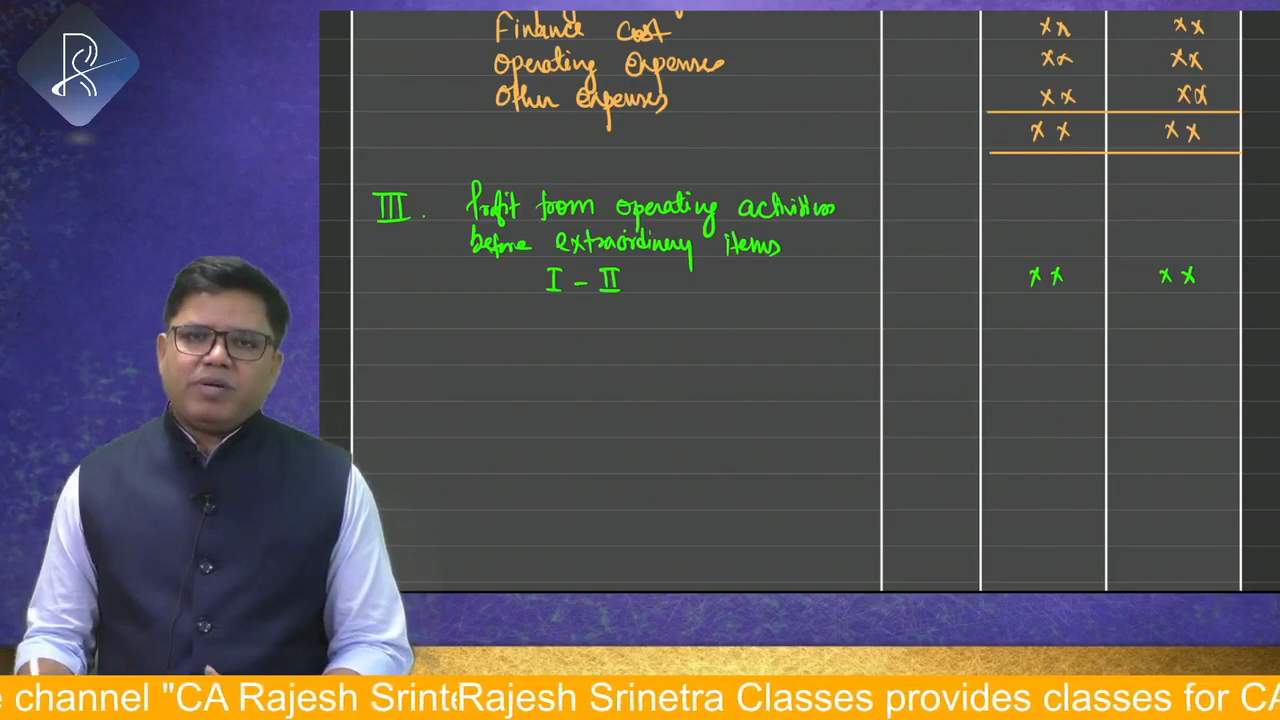 Finance cost xx xx
Operating expenses xx xx
Other expenses xx xx
xx xx
III. Profit from operating activities
before extraordinary items
I - II xx xx
e channel "CA Rajesh Srinte Rajesh Srinetra Classes provides classes for CA